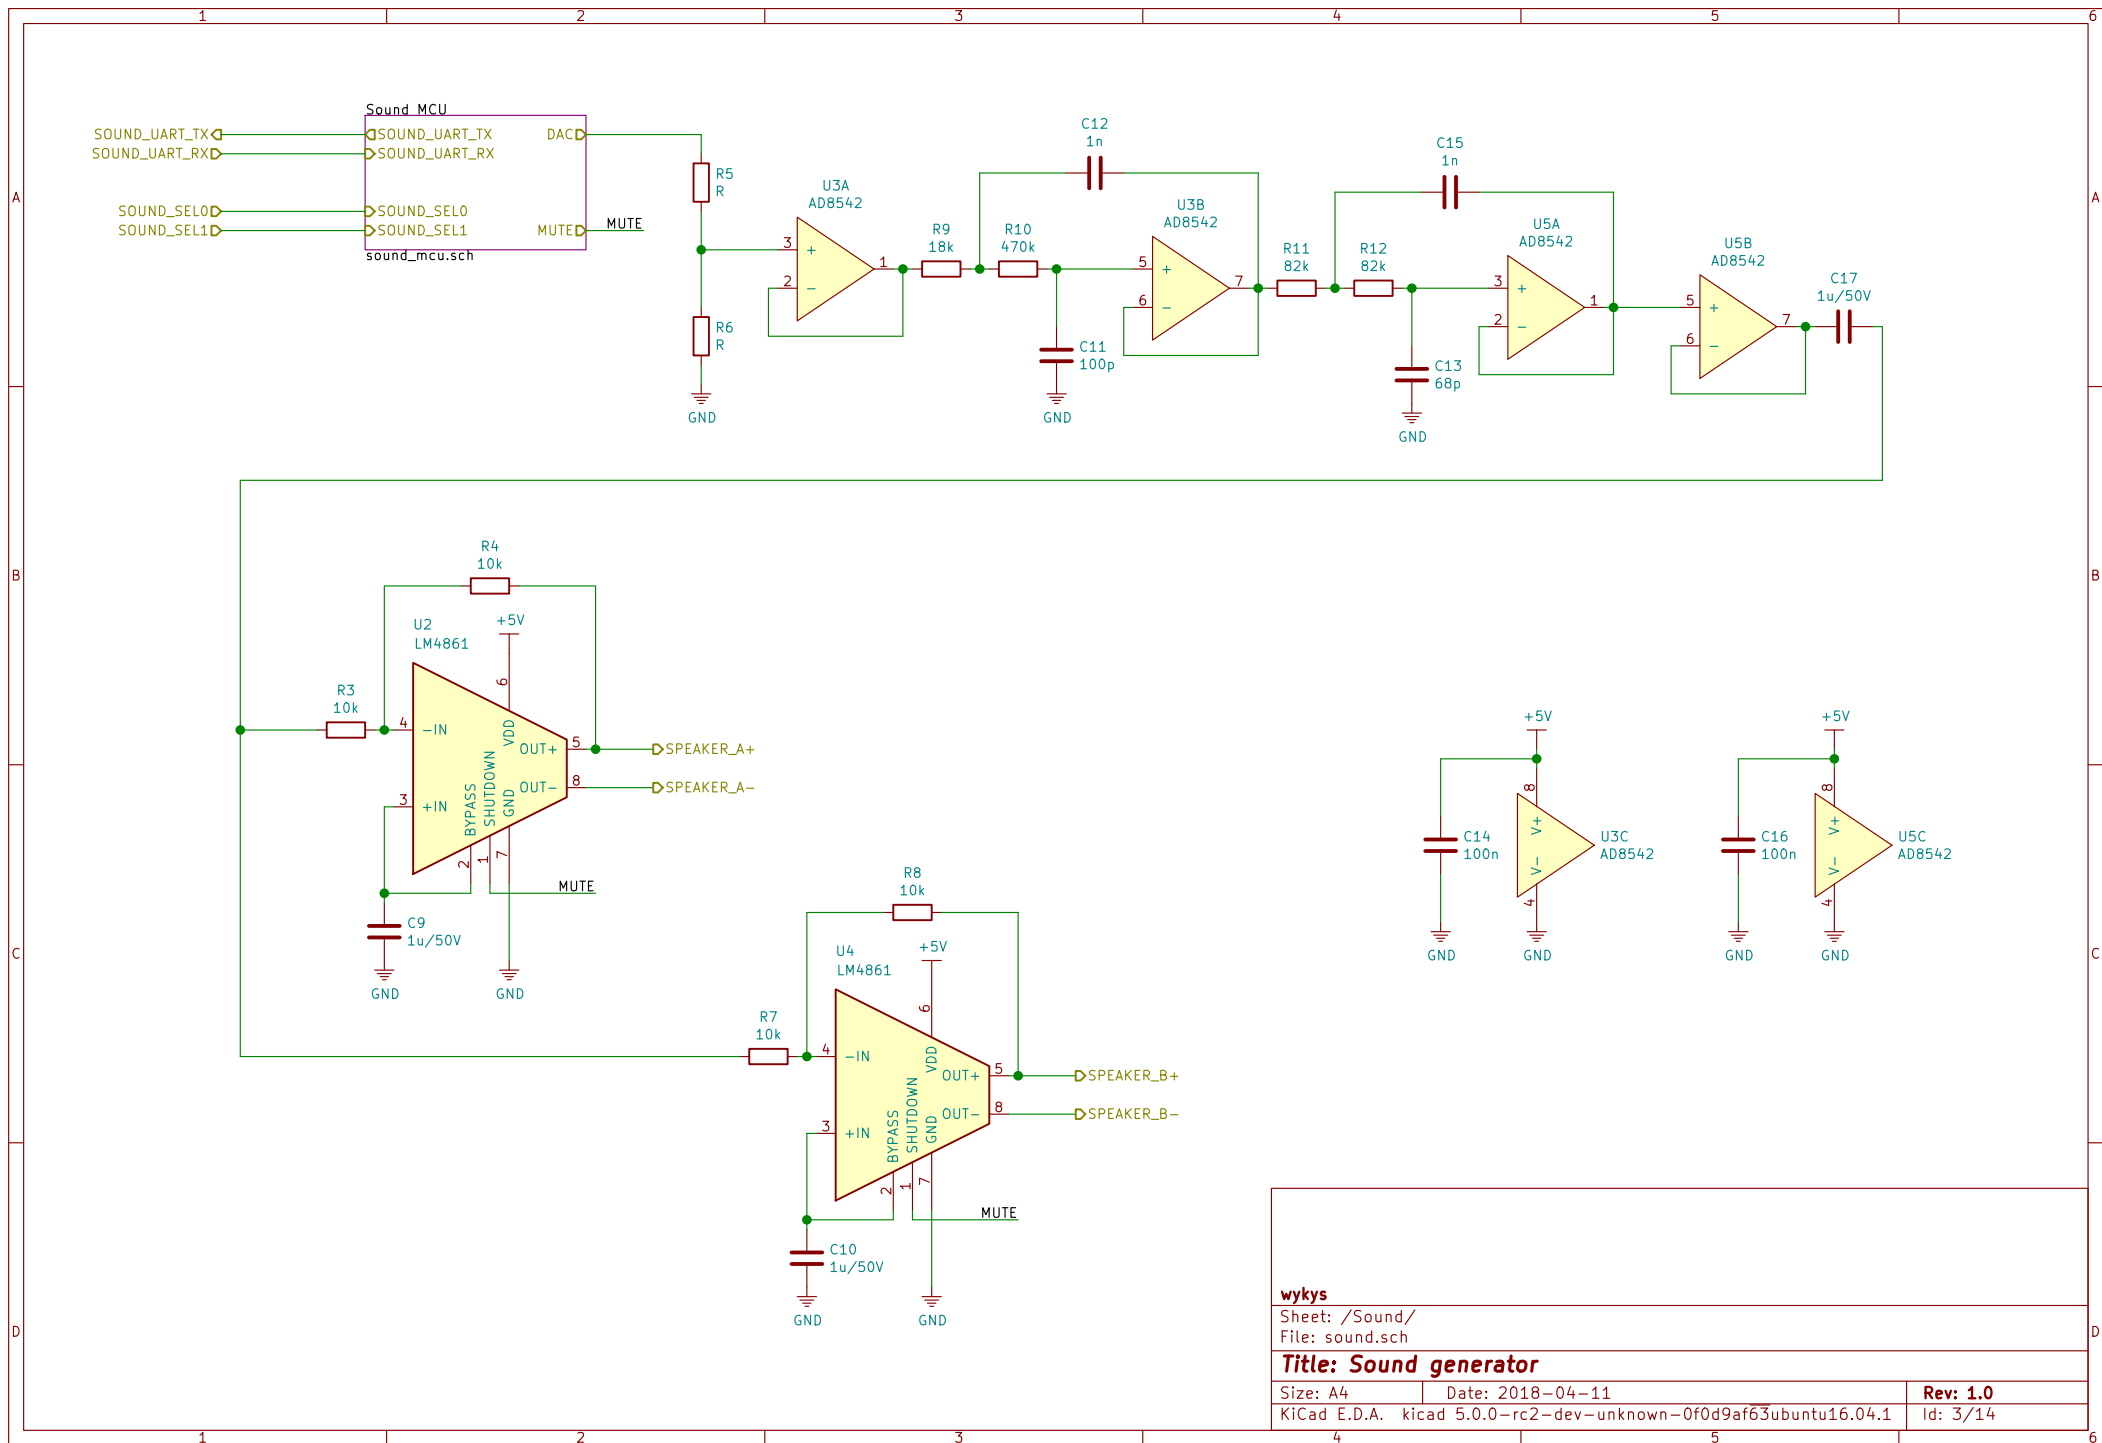 1 2 3 4 5 6
A
B
C
D
A
B
C
D
Sound MCU
SOUND_UART_TX
SOUND_UART_RX
SOUND_SEL0
SOUND_SEL1
SOUND_UART_TX
SOUND_UART_RX
SOUND_SEL0
SOUND_SEL1
DAC
MUTE
MUTE
sound_mcu.sch
R5
R
R6
R
GND
U3A
AD8542
3
2
1
+
−
R9
18k
R10
470k
C12
1n
C11
100p
GND
U3B
AD8542
5
6
7
+
−
R11
82k
R12
82k
C15
1n
C13
68p
GND
U5A
AD8542
3
2
1
+
−
U5B
AD8542
5
6
7
+
−
C17
1u/50V
R4
10k
U2
LM4861
+5V
R3
10k
4
−IN
3
+IN
6
VDD
BYPASS
SHUTDOWN
GND
2
1
7
OUT+
5
OUT−
8
SPEAKER_A+
SPEAKER_A−
MUTE
C9
1u/50V
GND
GND
R8
10k
U4
LM4861
+5V
R7
10k
4
−IN
3
+IN
6
VDD
BYPASS
SHUTDOWN
GND
2
1
7
OUT+
5
OUT−
8
SPEAKER_B+
SPEAKER_B−
MUTE
C10
1u/50V
GND
GND
+5V
C14
100n
8
V+
V−
4
U3C
AD8542
GND
GND
+5V
C16
100n
8
V+
V−
4
U5C
AD8542
GND
GND
wykys
Sheet: /Sound/
File: sound.sch
Title: Sound generator
Size: A4 Date: 2018−04−11 Rev: 1.0
KiCad E.D.A. kicad 5.0.0−rc2−dev−unknown−0f0d9af63ubuntu16.04.1 Id: 3/14
1 2 3 4 5 6